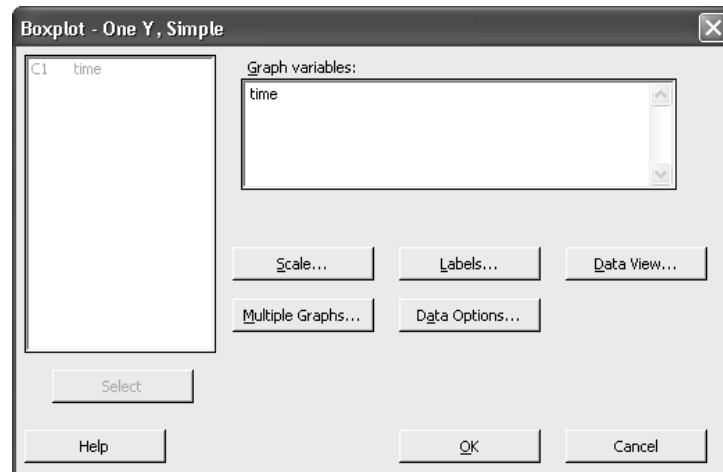 Boxplot - One Y, Simple
C1 time
Graph variables:
time
Scale... Labels... Data View...
Multiple Graphs... Data Options...
Select
Help OK Cancel